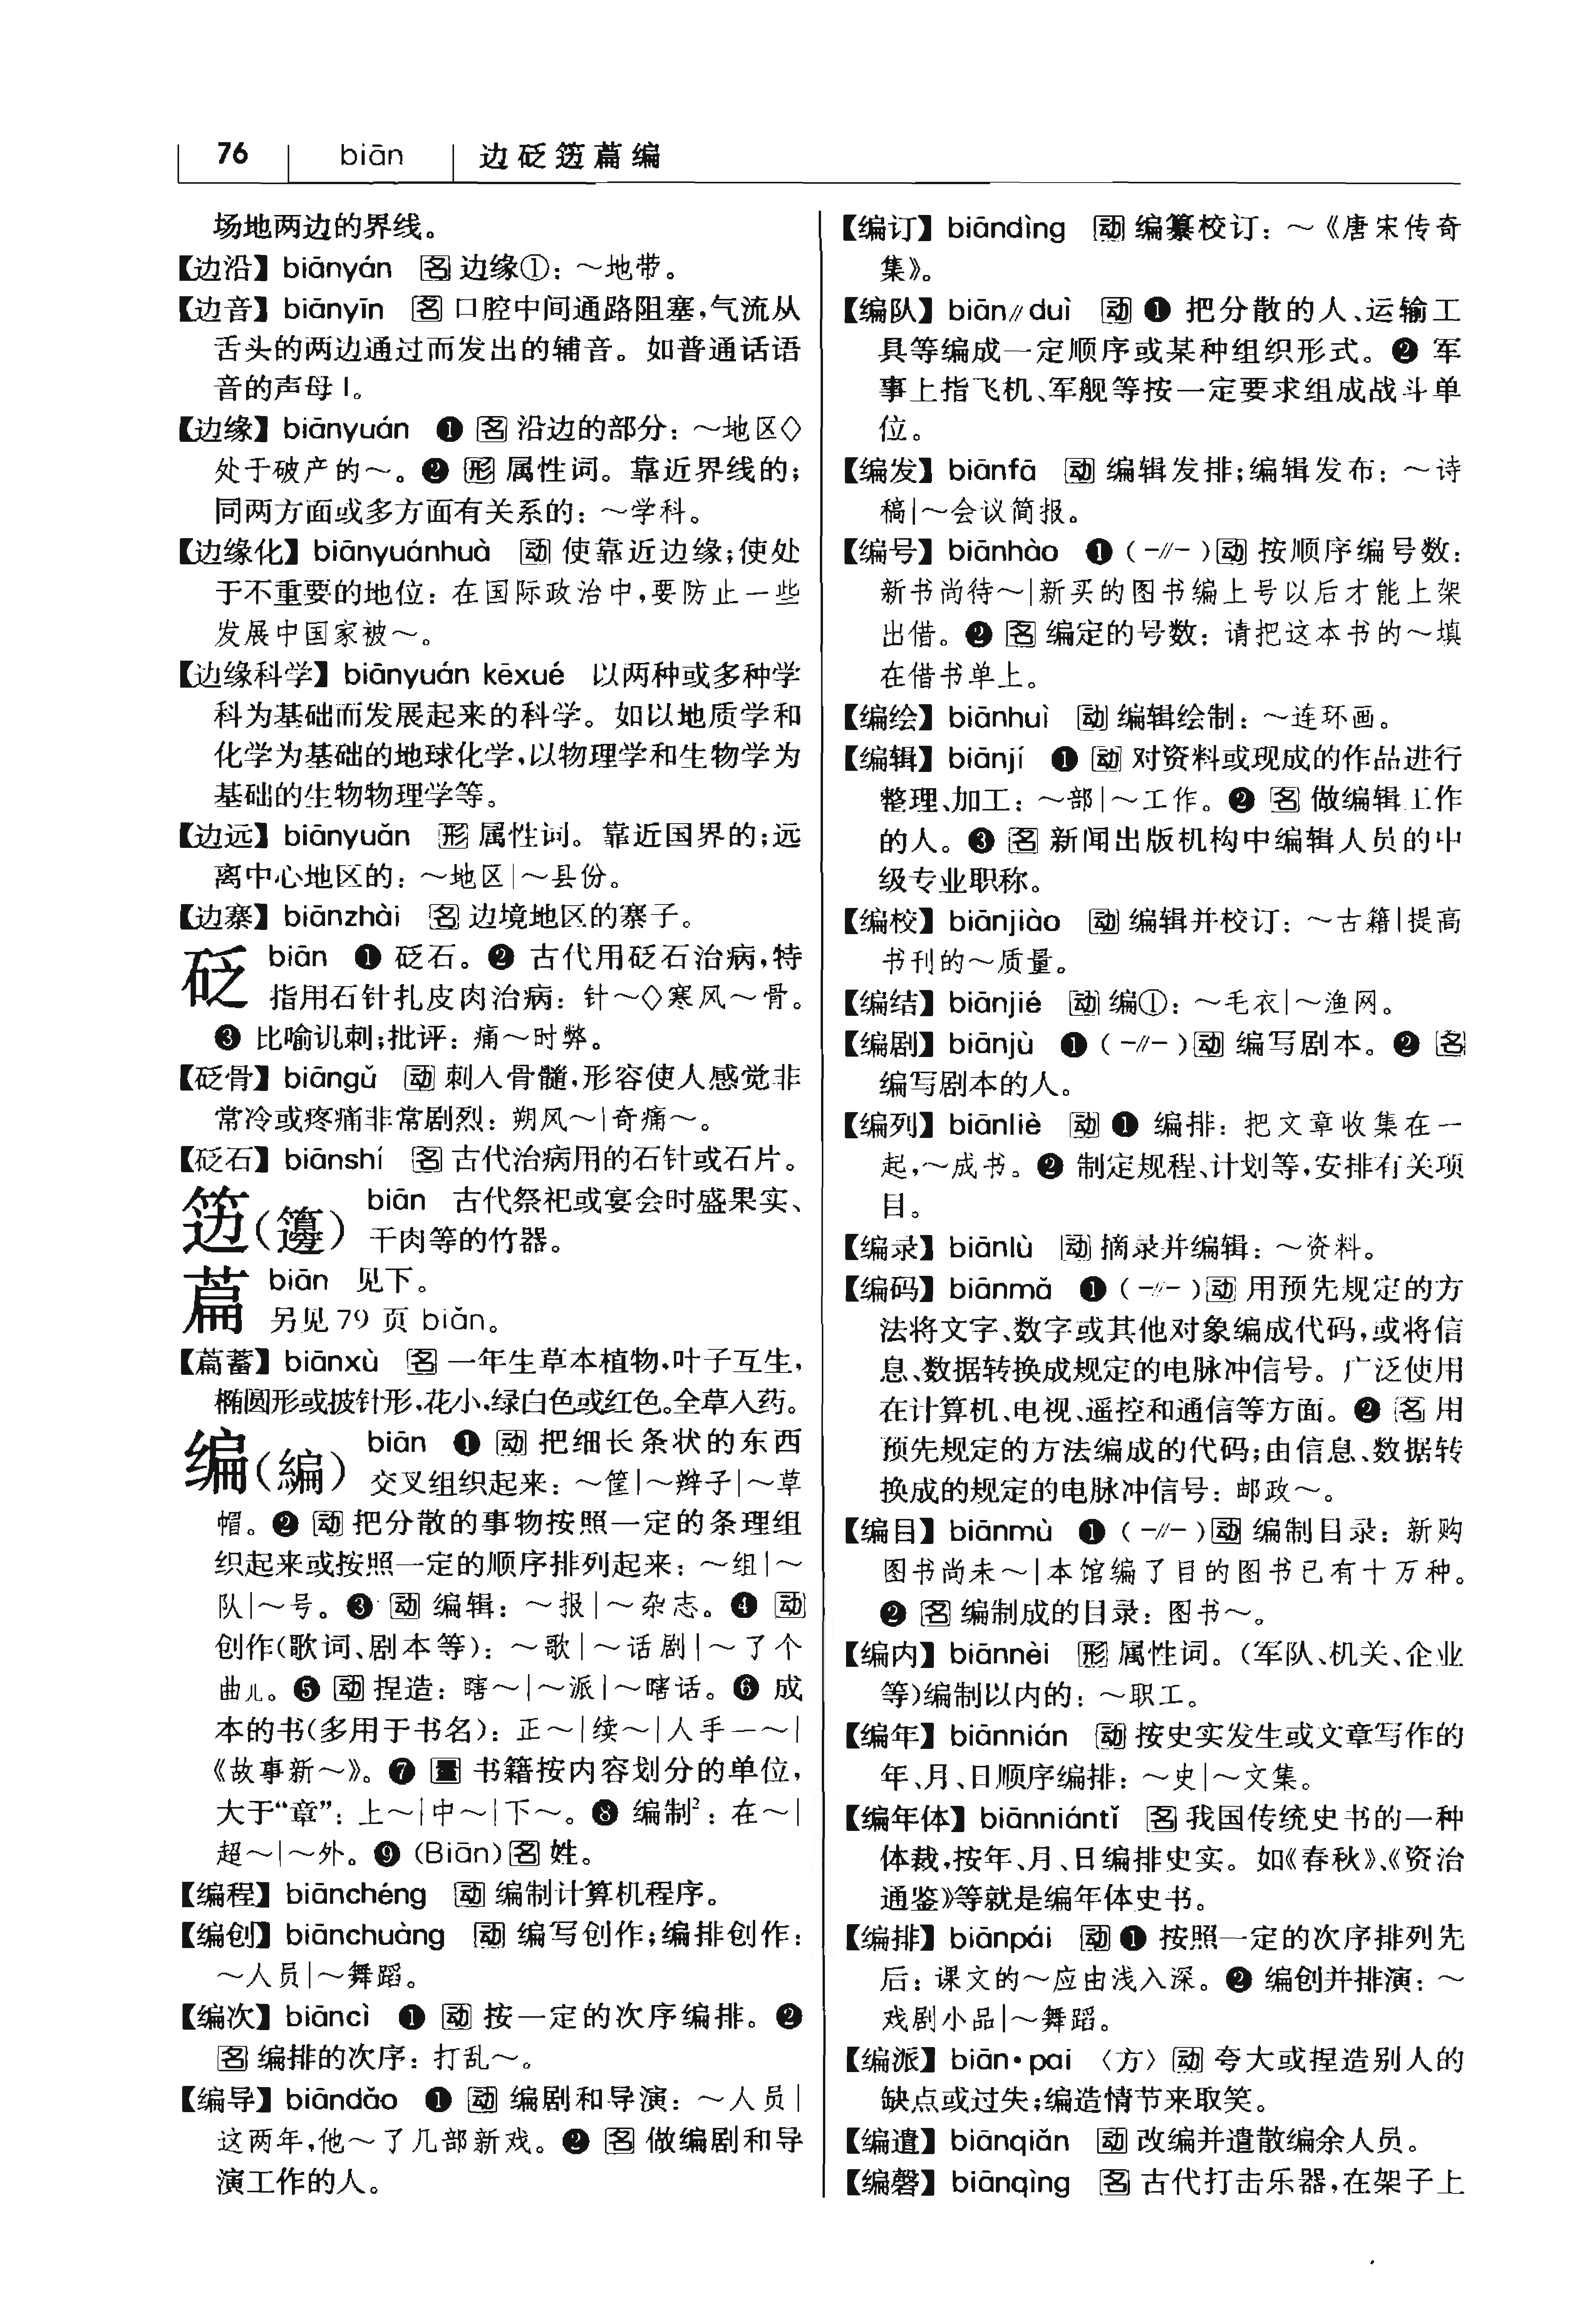 76 biān 边砭笾萹编
场地两边的界线。
【边沿】biānyán 名 边缘①：～地带。
【边音】biānyīn 名 口腔中间通路阻塞，气流从
舌头的两边通过而发出的辅音。如普通话语
音的声母 l。
【边缘】biānyuán ❶ 名 沿边的部分：～地区◇
处于破产的～。❷ 形 属性词。靠近界线的；
同两方面或多方面有关系的：～学科。
【边缘化】biānyuánhuà 动 使靠近边缘；使处
于不重要的地位：在国际政治中，要防止一些
发展中国家被～。
【边缘科学】biānyuán kēxué 以两种或多种学
科为基础而发展起来的科学。如以地质学和
化学为基础的地球化学，以物理学和生物学为
基础的生物物理学等。
【边远】biānyuǎn 形 属性词。靠近国界的；远
离中心地区的：～地区|～县份。
【边寨】biānzhài 名 边境地区的寨子。
砭 biān ❶ 砭石。❷ 古代用砭石治病，特
指用石针扎皮肉治病：针～◇寒风～骨。
❸ 比喻讥刺；批评：痛～时弊。
【砭骨】biāngǔ 动 刺入骨髓，形容使人感觉非
常冷或疼痛非常剧烈：朔风～|奇痛～。
【砭石】biānshí 名 古代治病用的石针或石片。
笾（籩） biān 古代祭祀或宴会时盛果实、
干肉等的竹器。
萹 biān 见下。
另见 79 页 biǎn。
【萹蓄】biānxù 名 一年生草本植物，叶子互生，
椭圆形或披针形，花小，绿白色或红色。全草入药。
编（編） biān ❶ 动 把细长条状的东西
交叉组织起来：～筐|～辫子|～草
帽。❷ 动 把分散的事物按照一定的条理组
织起来或按照一定的顺序排列起来：～组|～
队|～号。❸ 动 编辑：～报|～杂志。❹ 动
创作（歌词、剧本等）：～歌|～话剧|～了个
曲儿。❺ 动 捏造：瞎～|～派|～瞎话。❻ 成
本的书（多用于书名）：正～|续～|人手一～|
《故事新～》。❼ 量 书籍按内容划分的单位，
大于“章”：上～|中～|下～。❽ 编制²：在～|
超～|～外。❾ (Biān) 名 姓。
【编程】biānchéng 动 编制计算机程序。
【编创】biānchuàng 动 编写创作；编排创作：
～人员|～舞蹈。
【编次】biāncì ❶ 动 按一定的次序编排。❷
名 编排的次序：打乱～。
【编导】biāndǎo ❶ 动 编剧和导演：～人员|
这两年，他～了几部新戏。❷ 名 做编剧和导
演工作的人。
【编订】biāndìng 动 编纂校订：～《唐宋传奇
集》。
【编队】biān//duì 动 ❶ 把分散的人、运输工
具等编成一定顺序或某种组织形式。❷ 军
事上指飞机、军舰等按一定要求组成战斗单
位。
【编发】biānfā 动 编辑发排；编辑发布：～诗
稿|～会议简报。
【编号】biānhào ❶ （-//-）动 按顺序编号数：
新书尚待～|新买的图书编上号以后才能上架
出借。❷ 名 编定的号数：请把这本书的～填
在借书单上。
【编绘】biānhuì 动 编辑绘制：～连环画。
【编辑】biānjí ❶ 动 对资料或现成的作品进行
整理、加工：～部|～工作。❷ 名 做编辑工作
的人。❸ 名 新闻出版机构中编辑人员的中
级专业职称。
【编校】biānjiào 动 编辑并校订：～古籍|提高
书刊的～质量。
【编结】biānjié 动 编①：～毛衣|～渔网。
【编剧】biānjù ❶ （-//-）动 编写剧本。❷ 名
编写剧本的人。
【编列】biānliè 动 ❶ 编排：把文章收集在一
起，～成书。❷ 制定规程、计划等，安排有关项
目。
【编录】biānlù 动 摘录并编辑：～资料。
【编码】biānmǎ ❶ （-//-）动 用预先规定的方
法将文字、数字或其他对象编成代码，或将信
息、数据转换成规定的电脉冲信号。广泛使用
在计算机、电视、遥控和通信等方面。❷ 名 用
预先规定的方法编成的代码；由信息、数据转
换成的规定的电脉冲信号：邮政～。
【编目】biānmù ❶ （-//-）动 编制目录：新购
图书尚未～|本馆编了目的图书已有十万种。
❷ 名 编制成的目录：图书～。
【编内】biānnèi 形 属性词。（军队、机关、企业
等）编制以内的：～职工。
【编年】biānnián 动 按史实发生或文章写作的
年、月、日顺序编排：～史|～文集。
【编年体】biānniántǐ 名 我国传统史书的一种
体裁，按年、月、日编排史实。如《春秋》、《资治
通鉴》等就是编年体史书。
【编排】biānpái 动 ❶ 按照一定的次序排列先
后：课文的～应由浅入深。❷ 编创并排演：～
戏剧小品|～舞蹈。
【编派】biān·pai 〈方〉动 夸大或捏造别人的
缺点或过失；编造情节来取笑。
【编遣】biānqiǎn 动 改编并遣散编余人员。
【编磬】biānqìng 名 古代打击乐器，在架子上